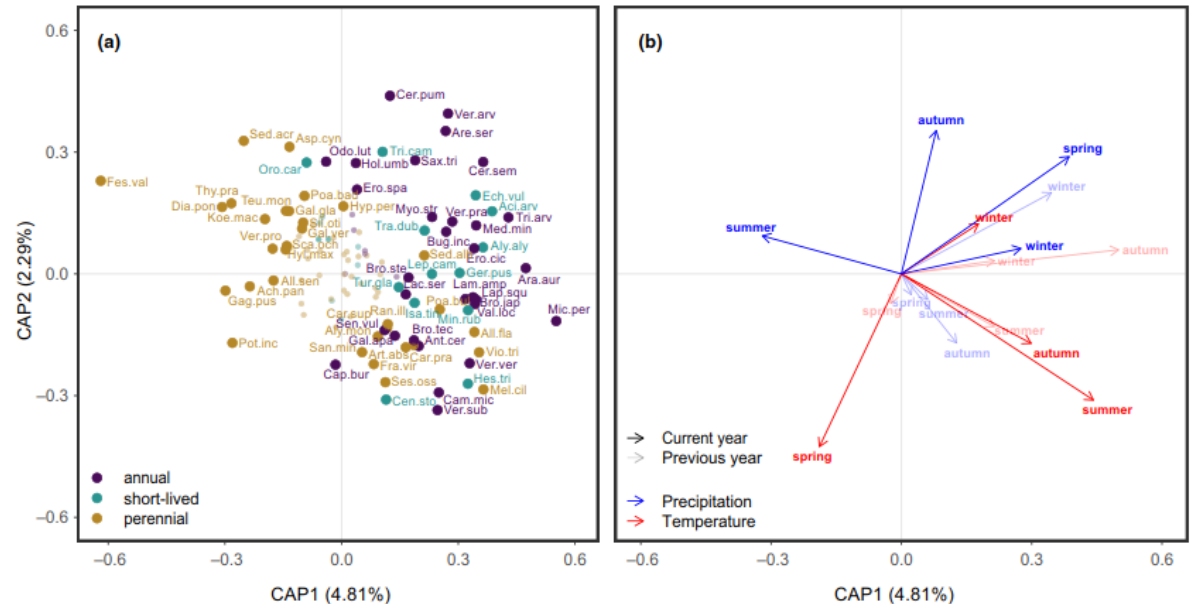 0.6
0.3
0.0
−0.3
−0.6
CAP2 (2.29%)
(a)
Cer.pum
Ver.arv
Are.ser
Sed.acr
Asp.cyn
Odo.lut
Tri.cam
Oro.car
Hol.umb
Sax.tri
Cer.sem
Fes.val
Ero.spa
Thy.pra
Teu.mon
Poa.bad
Ech.vul
Dia.pon
Gal.gla
Hyp.per
Myo.str
Ver.pra
Aci.arv
Koe.mac
Sil.oti
Tri.arv
Gal.ver
Tra.dub
Med.min
Ver.pro
Sca.och
Bug.inc
Aly.aly
Hyl.max
Sed.alb
Ero.cic
Bro.ste
Lep.cam
Ger.pus
All.sen
Tur.gla
Lac.ser
Lam.amp
Ara.aur
Ach.pan
Lap.squ
Gag.pus
Poa.bul
Bro.jap
Car.sup
Ran.ill
Isa.tin
Min.rub
Val.loc
Mic.per
Sen.vul
Aly.mon
Bro.tec
All.fla
Pot.inc
Gal.apa
Ant.cer
San.min
Art.abs
Car.pra
Vio.tri
Cap.bur
Fra.vir
Ver.ver
Ses.oss
Hes.tri
Mel.cil
Cen.sto
Cam.mic
Ver.sub
annual
short-lived
perennial
−0.6 −0.3 0.0 0.3 0.6
CAP1 (4.81%)
(b)
autumn
spring
winter
winter
summer
winter
autumn
winter
spring
spring
summer
summer
autumn
autumn
summer
spring
Current year
Previous year
Precipitation
Temperature
−0.6 −0.3 0.0 0.3 0.6
CAP1 (4.81%)